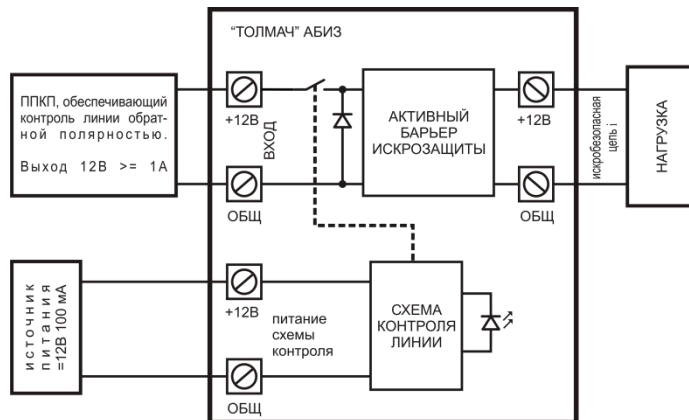 "ТОЛМАЧ" АБИЗ
ППКП, обеспечивающий
контроль линии обрат-
ной полярностью.
Выход 12В >= 1А
+12В
ВХОД
ОБЩ
АКТИВНЫЙ
БАРЬЕР
ИСКРОЗАЩИТЫ
+12В
ОБЩ
искробезопасная
цепь i
НАГРУЗКА
источник
питания
=12В 100 мА
+12В
питание
схемы
контроля
ОБЩ
СХЕМА
КОНТРОЛЯ
ЛИНИИ